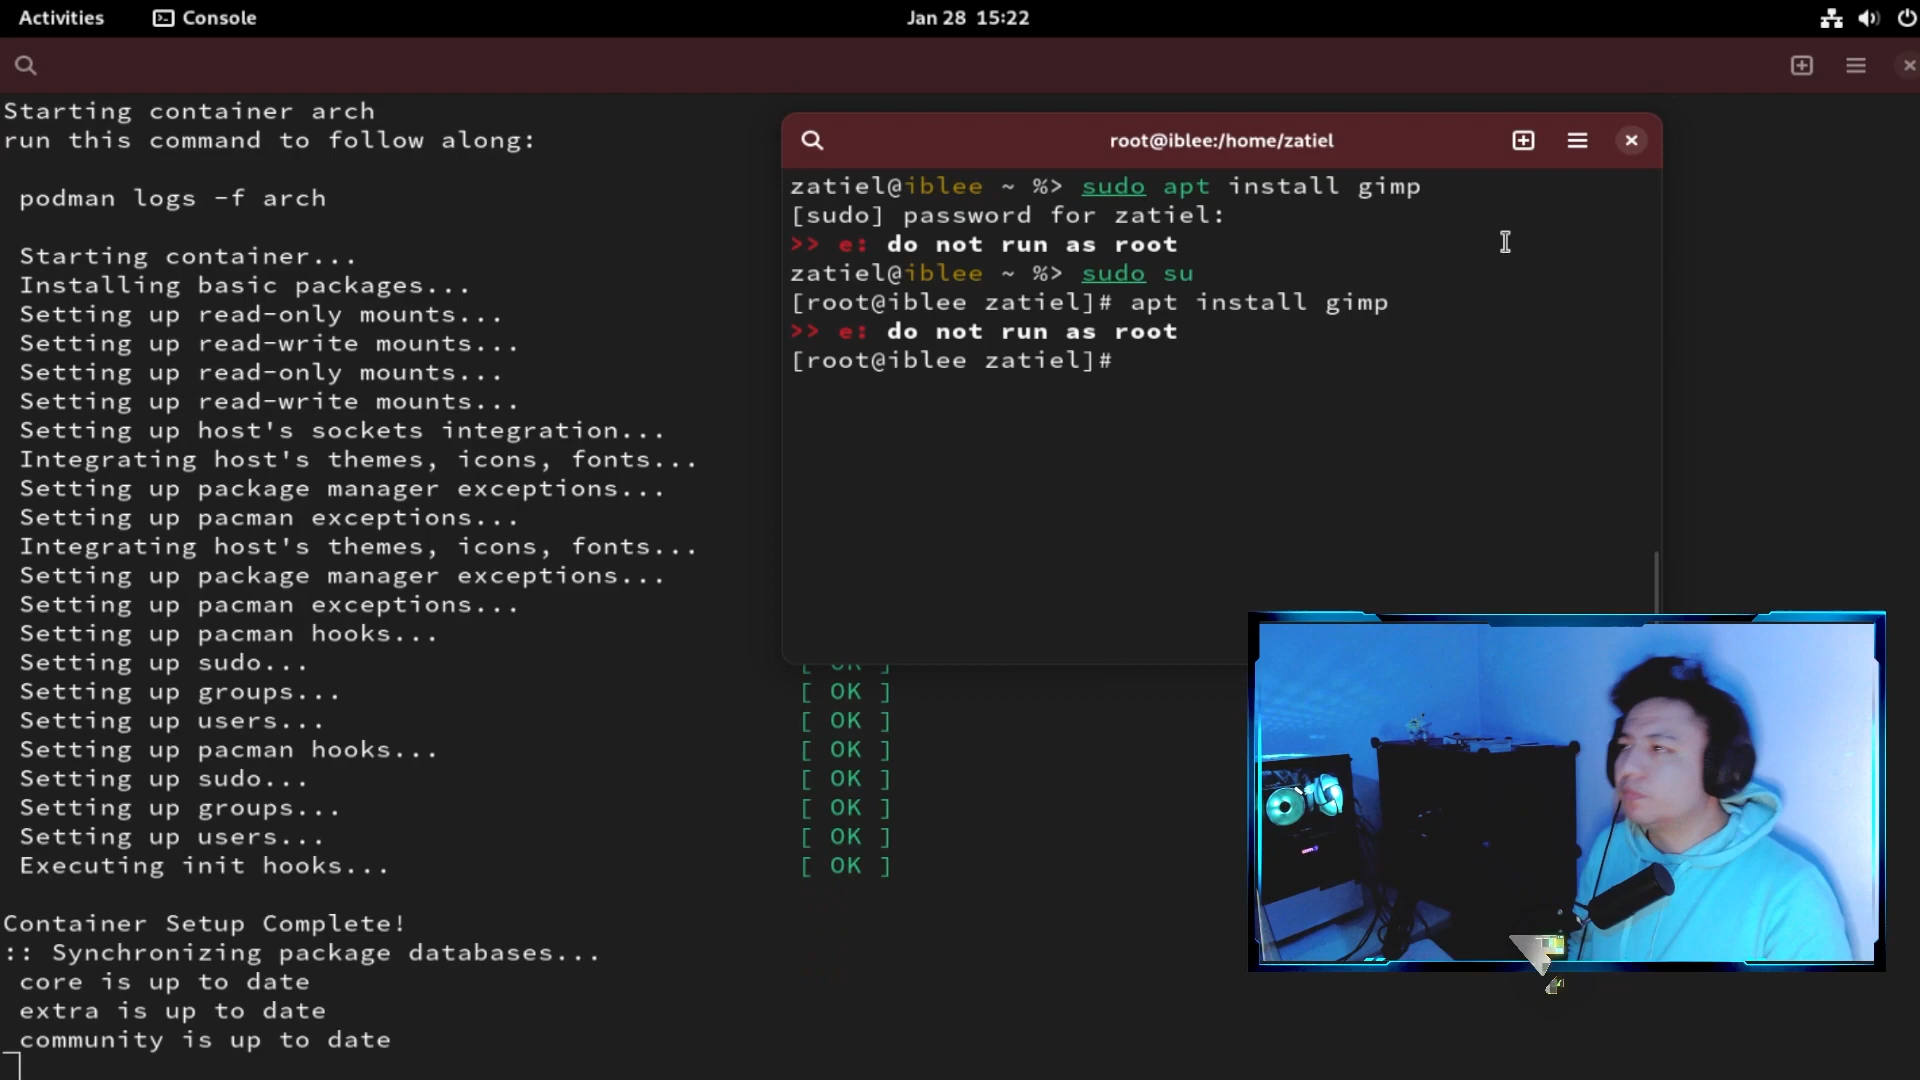 Activities
Console
Jan 28 15:22
Starting container arch
run this command to follow along:
podman logs -f arch
Starting container...
Installing basic packages...
Setting up read-only mounts...
Setting up read-write mounts...
Setting up read-only mounts...
Setting up read-write mounts...
Setting up host's sockets integration...
Integrating host's themes, icons, fonts...
Setting up package manager exceptions...
Setting up pacman exceptions...
Integrating host's themes, icons, fonts...
Setting up package manager exceptions...
Setting up pacman exceptions...
Setting up pacman hooks...
Setting up sudo... [ OK ]
Setting up groups... [ OK ]
Setting up users... [ OK ]
Setting up pacman hooks... [ OK ]
Setting up sudo... [ OK ]
Setting up groups... [ OK ]
Setting up users... [ OK ]
Executing init hooks... [ OK ]
Container Setup Complete!
:: Synchronizing package databases...
core is up to date
extra is up to date
community is up to date
root@iblee:/home/zatiel
zatiel@iblee ~ %> sudo apt install gimp
[sudo] password for zatiel:
>> e: do not run as root
zatiel@iblee ~ %> sudo su
[root@iblee zatiel]# apt install gimp
>> e: do not run as root
[root@iblee zatiel]#